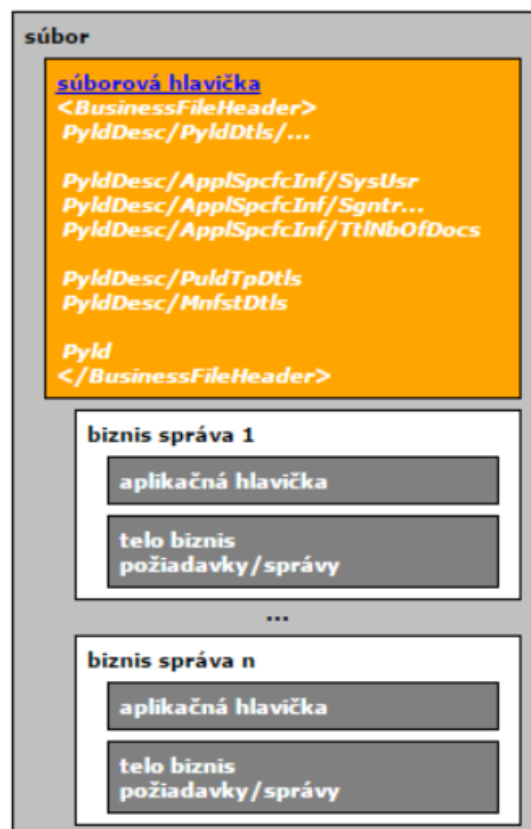 súbor
súborová hlavička
<BusinessFileHeader>
PyldDesc/PyldDtls/...
PyldDesc/ApplSpcfcInf/SysUsr
PyldDesc/ApplSpcfcInf/Sgntr...
PyldDesc/ApplSpcfcInf/TtlNbOfDocs
PyldDesc/PuldTpDtls
PyldDesc/MnfstDtls
Pyld
</BusinessFileHeader>
biznis správa 1
aplikačná hlavička
telo biznis
požiadavky/správy
...
biznis správa n
aplikačná hlavička
telo biznis
požiadavky/správy